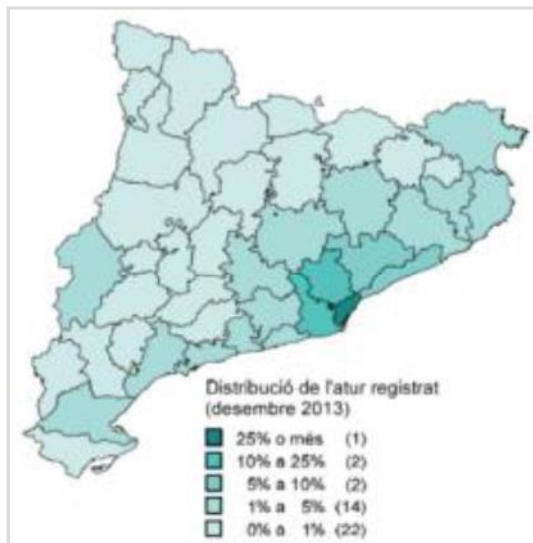 Distribució de l'atur registrat
(desembre 2013)
25% o més (1)
10% a 25% (2)
5% a 10% (2)
1% a 5% (14)
0% a 1% (22)